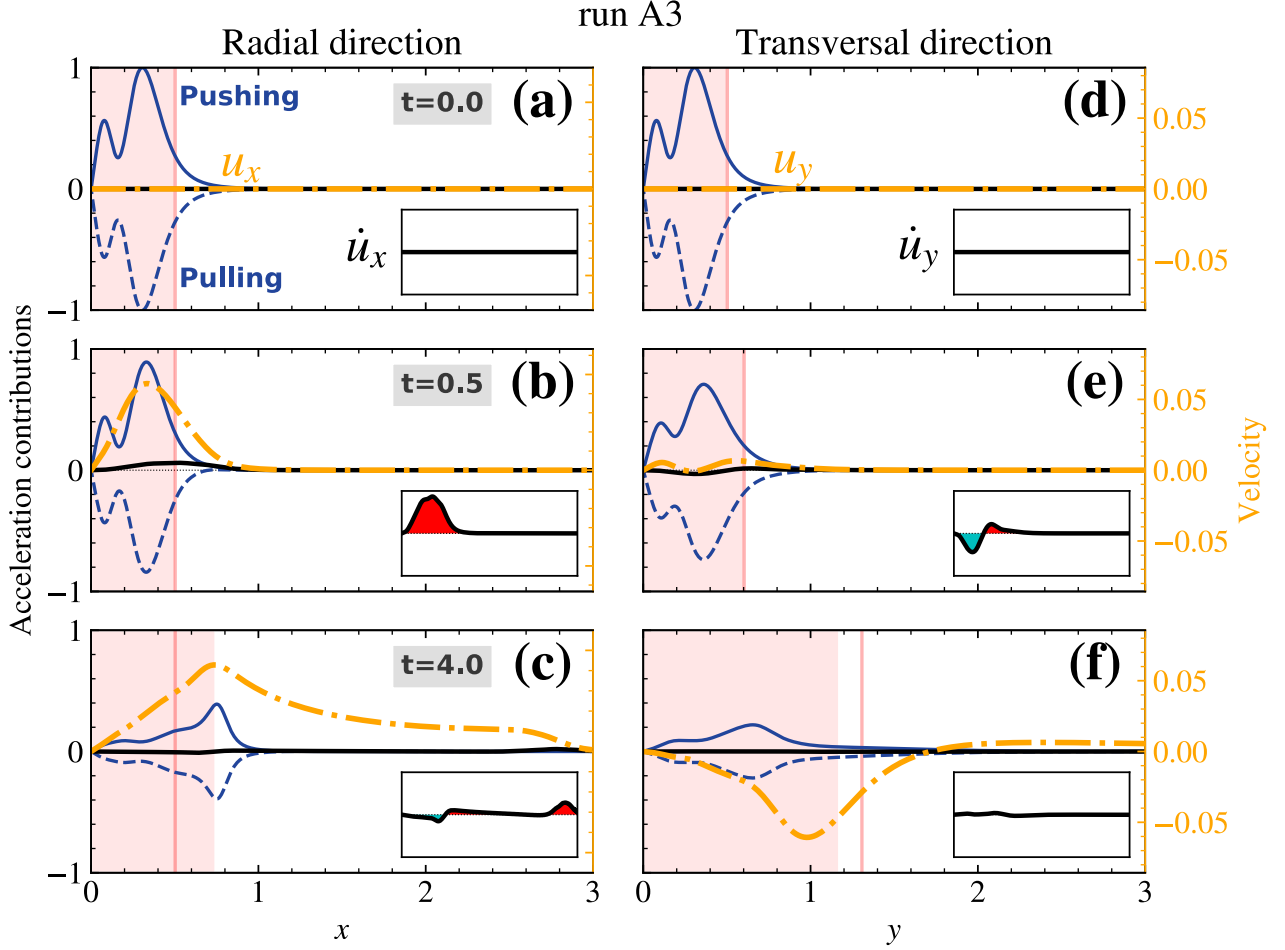 run A3
Radial direction
Transversal direction
Acceleration contributions
1
0
−1
Pushing
Pulling
t=0.0
(a)
u_x
u̇_x
(d)
u_y
u̇_y
0.05
0.00
−0.05
1
0
−1
t=0.5
(b)
(e)
0.05
0.00
−0.05
Velocity
1
0
−1
t=4.0
(c)
(f)
0.05
0.00
−0.05
0 1 2 3
0 1 2 3
x
y